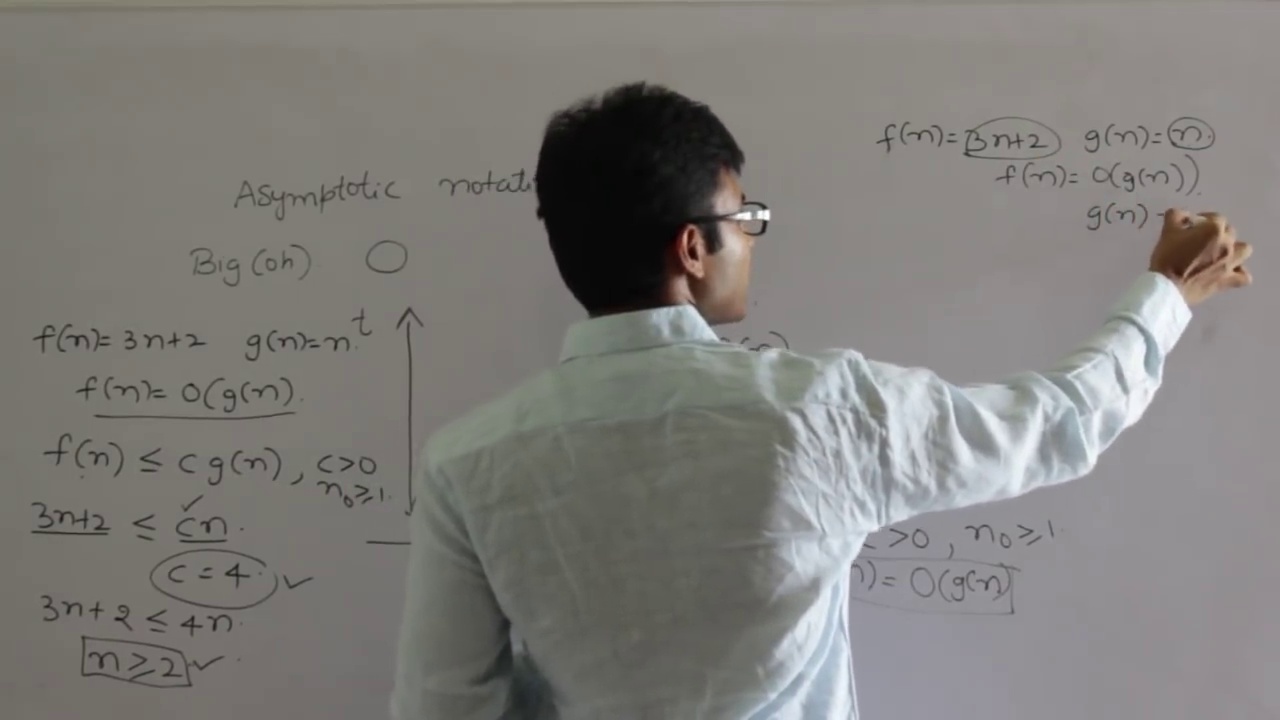 Asymptotic notati
Big(oh) O
f(n)= 3n+2 g(n)=n. t
f(n)= O(g(n)).
f(n) ≤ c g(n), c>0
n₀≥1.
3n+2 ≤ cn.
c = 4. ✓
3n+2 ≤ 4n.
n ≥ 2 ✓
f(n)= 3n+2 g(n)= n.
f(n)= O(g(n)).
g(n)
>0, n₀≥1.
n)= O(g(n)